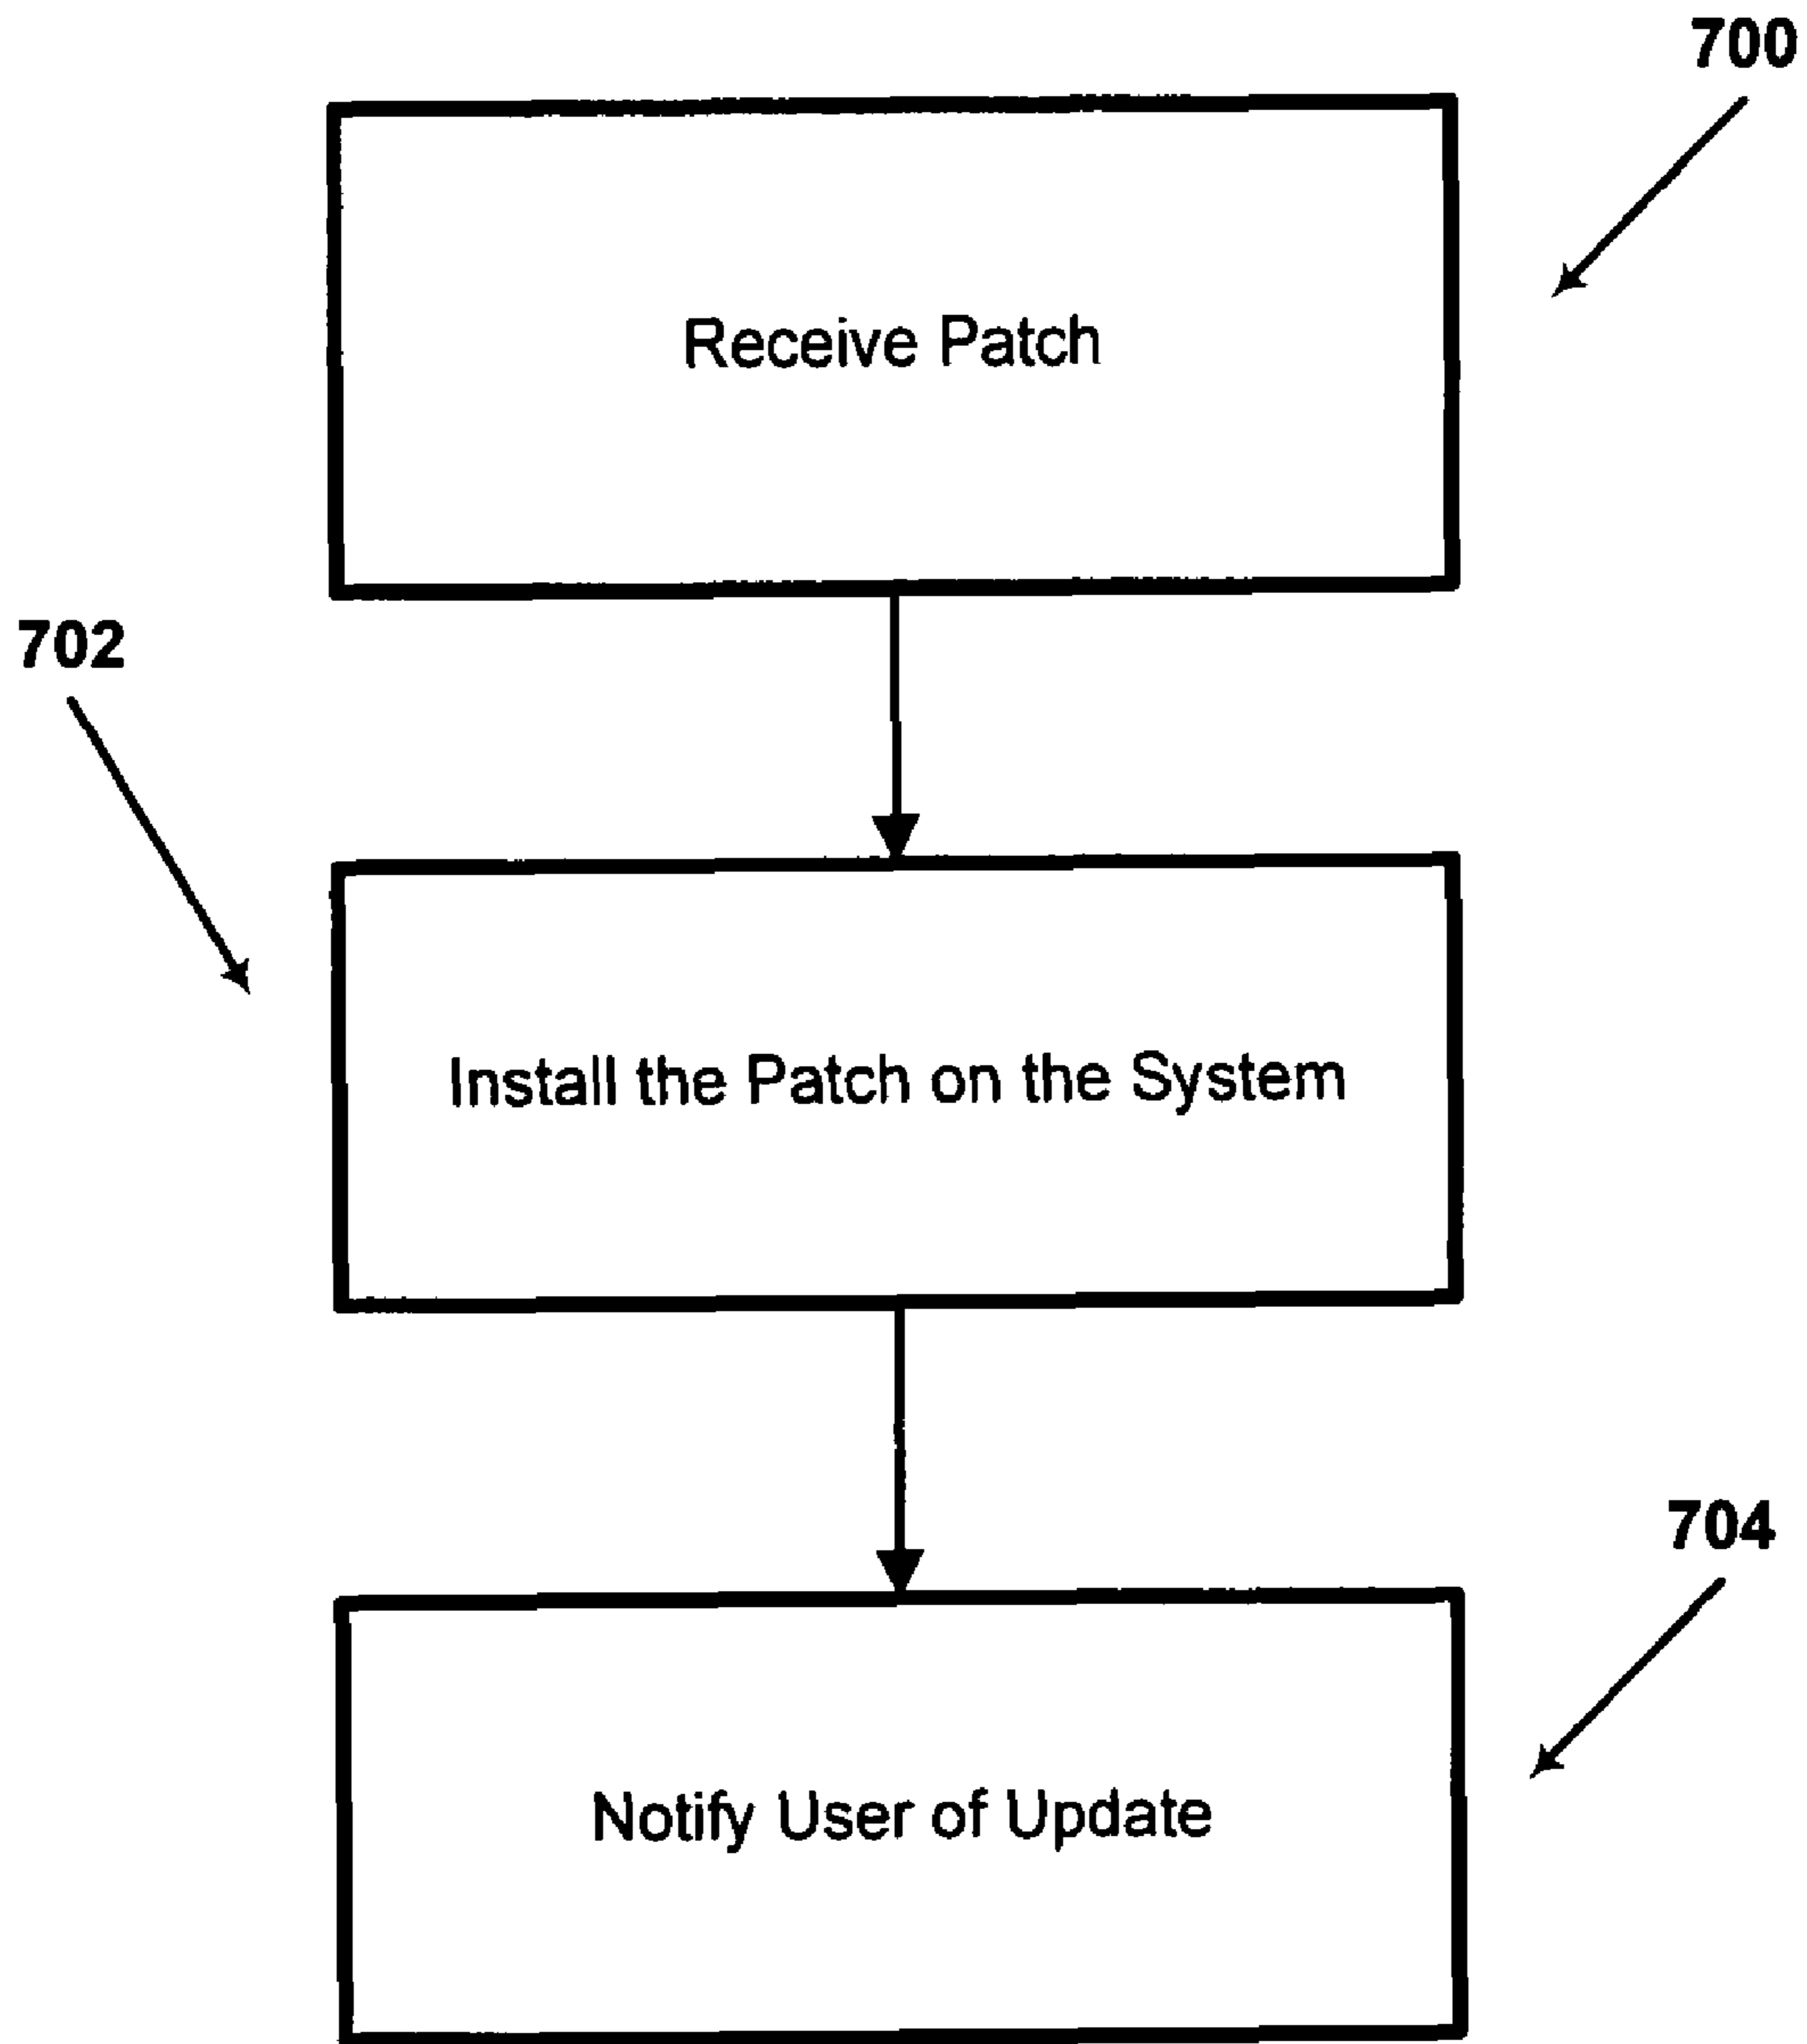 700
Receive Patch
702
Install the Patch on the System
704
Notify User of Update